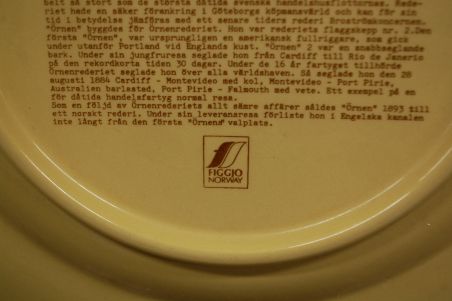 helt så stort som de största dåtida svenska handelshusflottornas. Rede-
riet hade en säker förankring i Göteborgs köpmansvärld och kan för sin
tid i betydelse jämföras med ett senare tiders rederi Broströmkoncernen.
"Örnen" byggdes för Örnenrederiet. Hon var rederiets flaggskepp nr. 2.Den
första "Örnen", var ursprungligen en amerikansk fullriggare, som gick
under utanför Portland vid Englands kust. "Örnen" 2 var en snabbseglande
bark. Under sin jungfruresa seglade hon från Cardiff till Rio de Janerio
på den rekordkorta tiden 30 dagar. Under de 16 år fartyget tillhörde
Örnenrederiet seglade hon över alla världshaven. Så seglade hon den 28
augusti 1884 Cardiff - Montevideo med kol, Montevideo - Port Pirie,
Australien barlastad, Port Pirie - Falmouth med vete. Ett exempel på en
för dåtida handelsfartyg normal resa.
Som en följd av Örnenrederiets allt sämre affärer såldes "Örnen" 1893 till
ett norskt rederi. Under sin leveransresa förliste hon i Engelska kanalen
inte långt från den första "Örnens" valplats.
FIGGJO
NORWAY